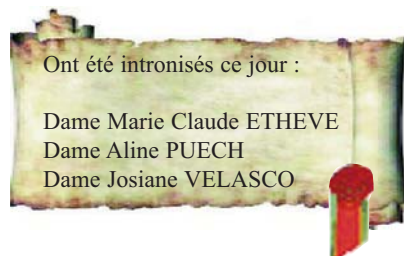 Ont été intronisés ce jour :
Dame Marie Claude ETHEVE
Dame Aline PUECH
Dame Josiane VELASCO